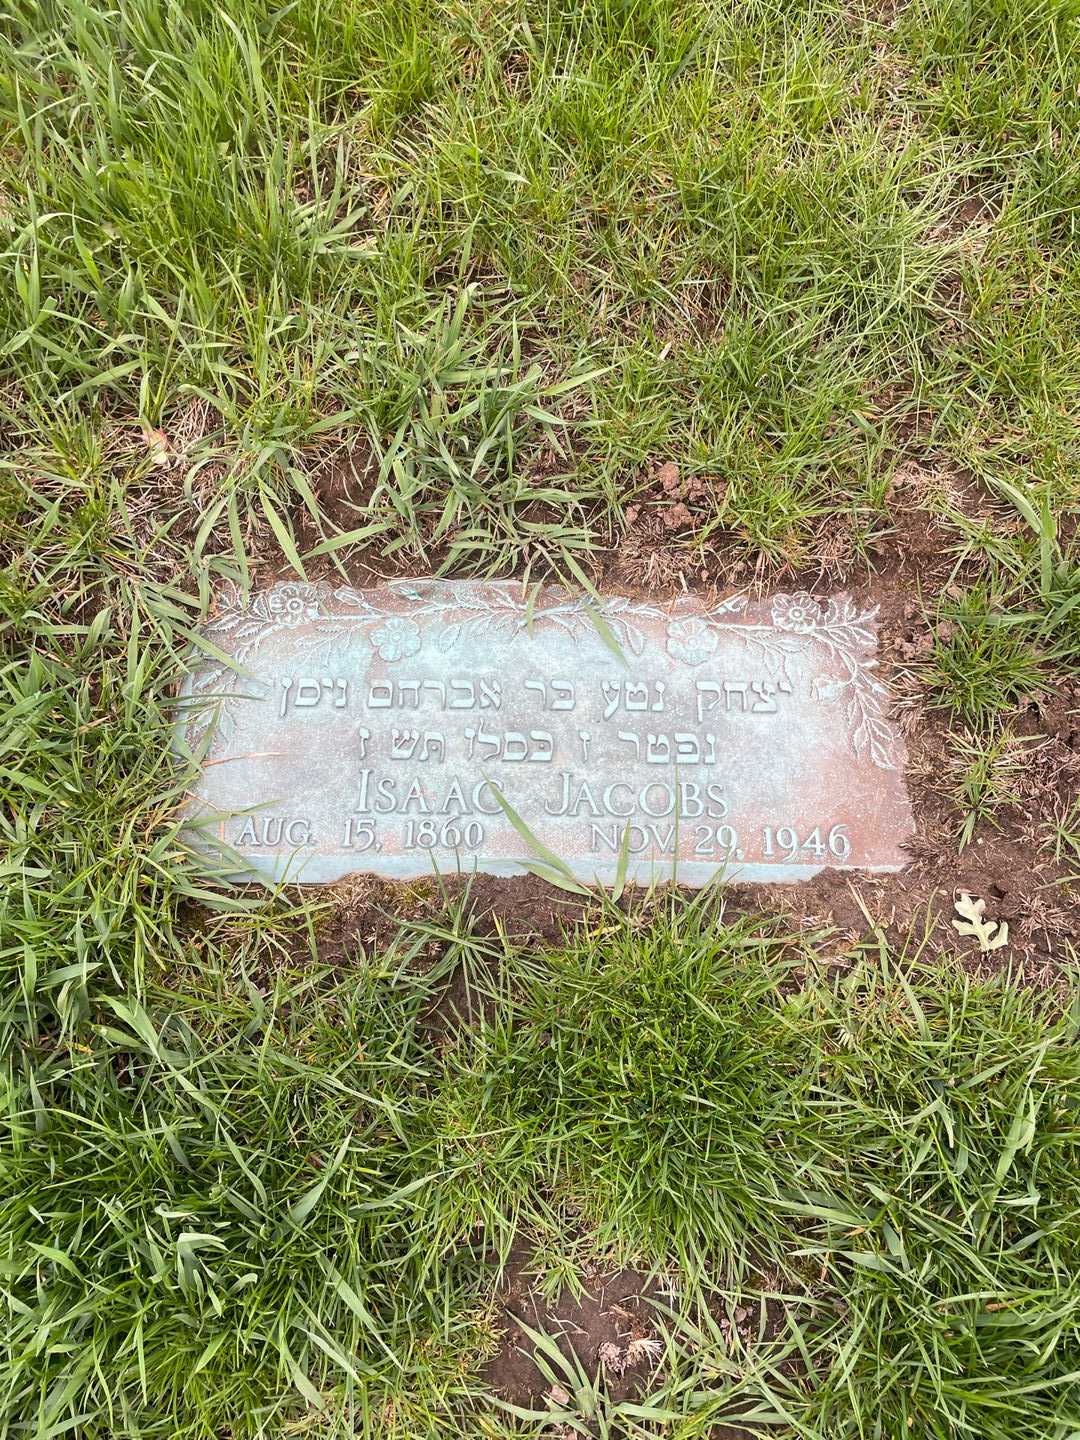 יצחק נטע בר אברהם ניסן
נפטר ז כסלו תש ז
ISAAC JACOBS
AUG. 15, 1860 NOV. 29, 1946